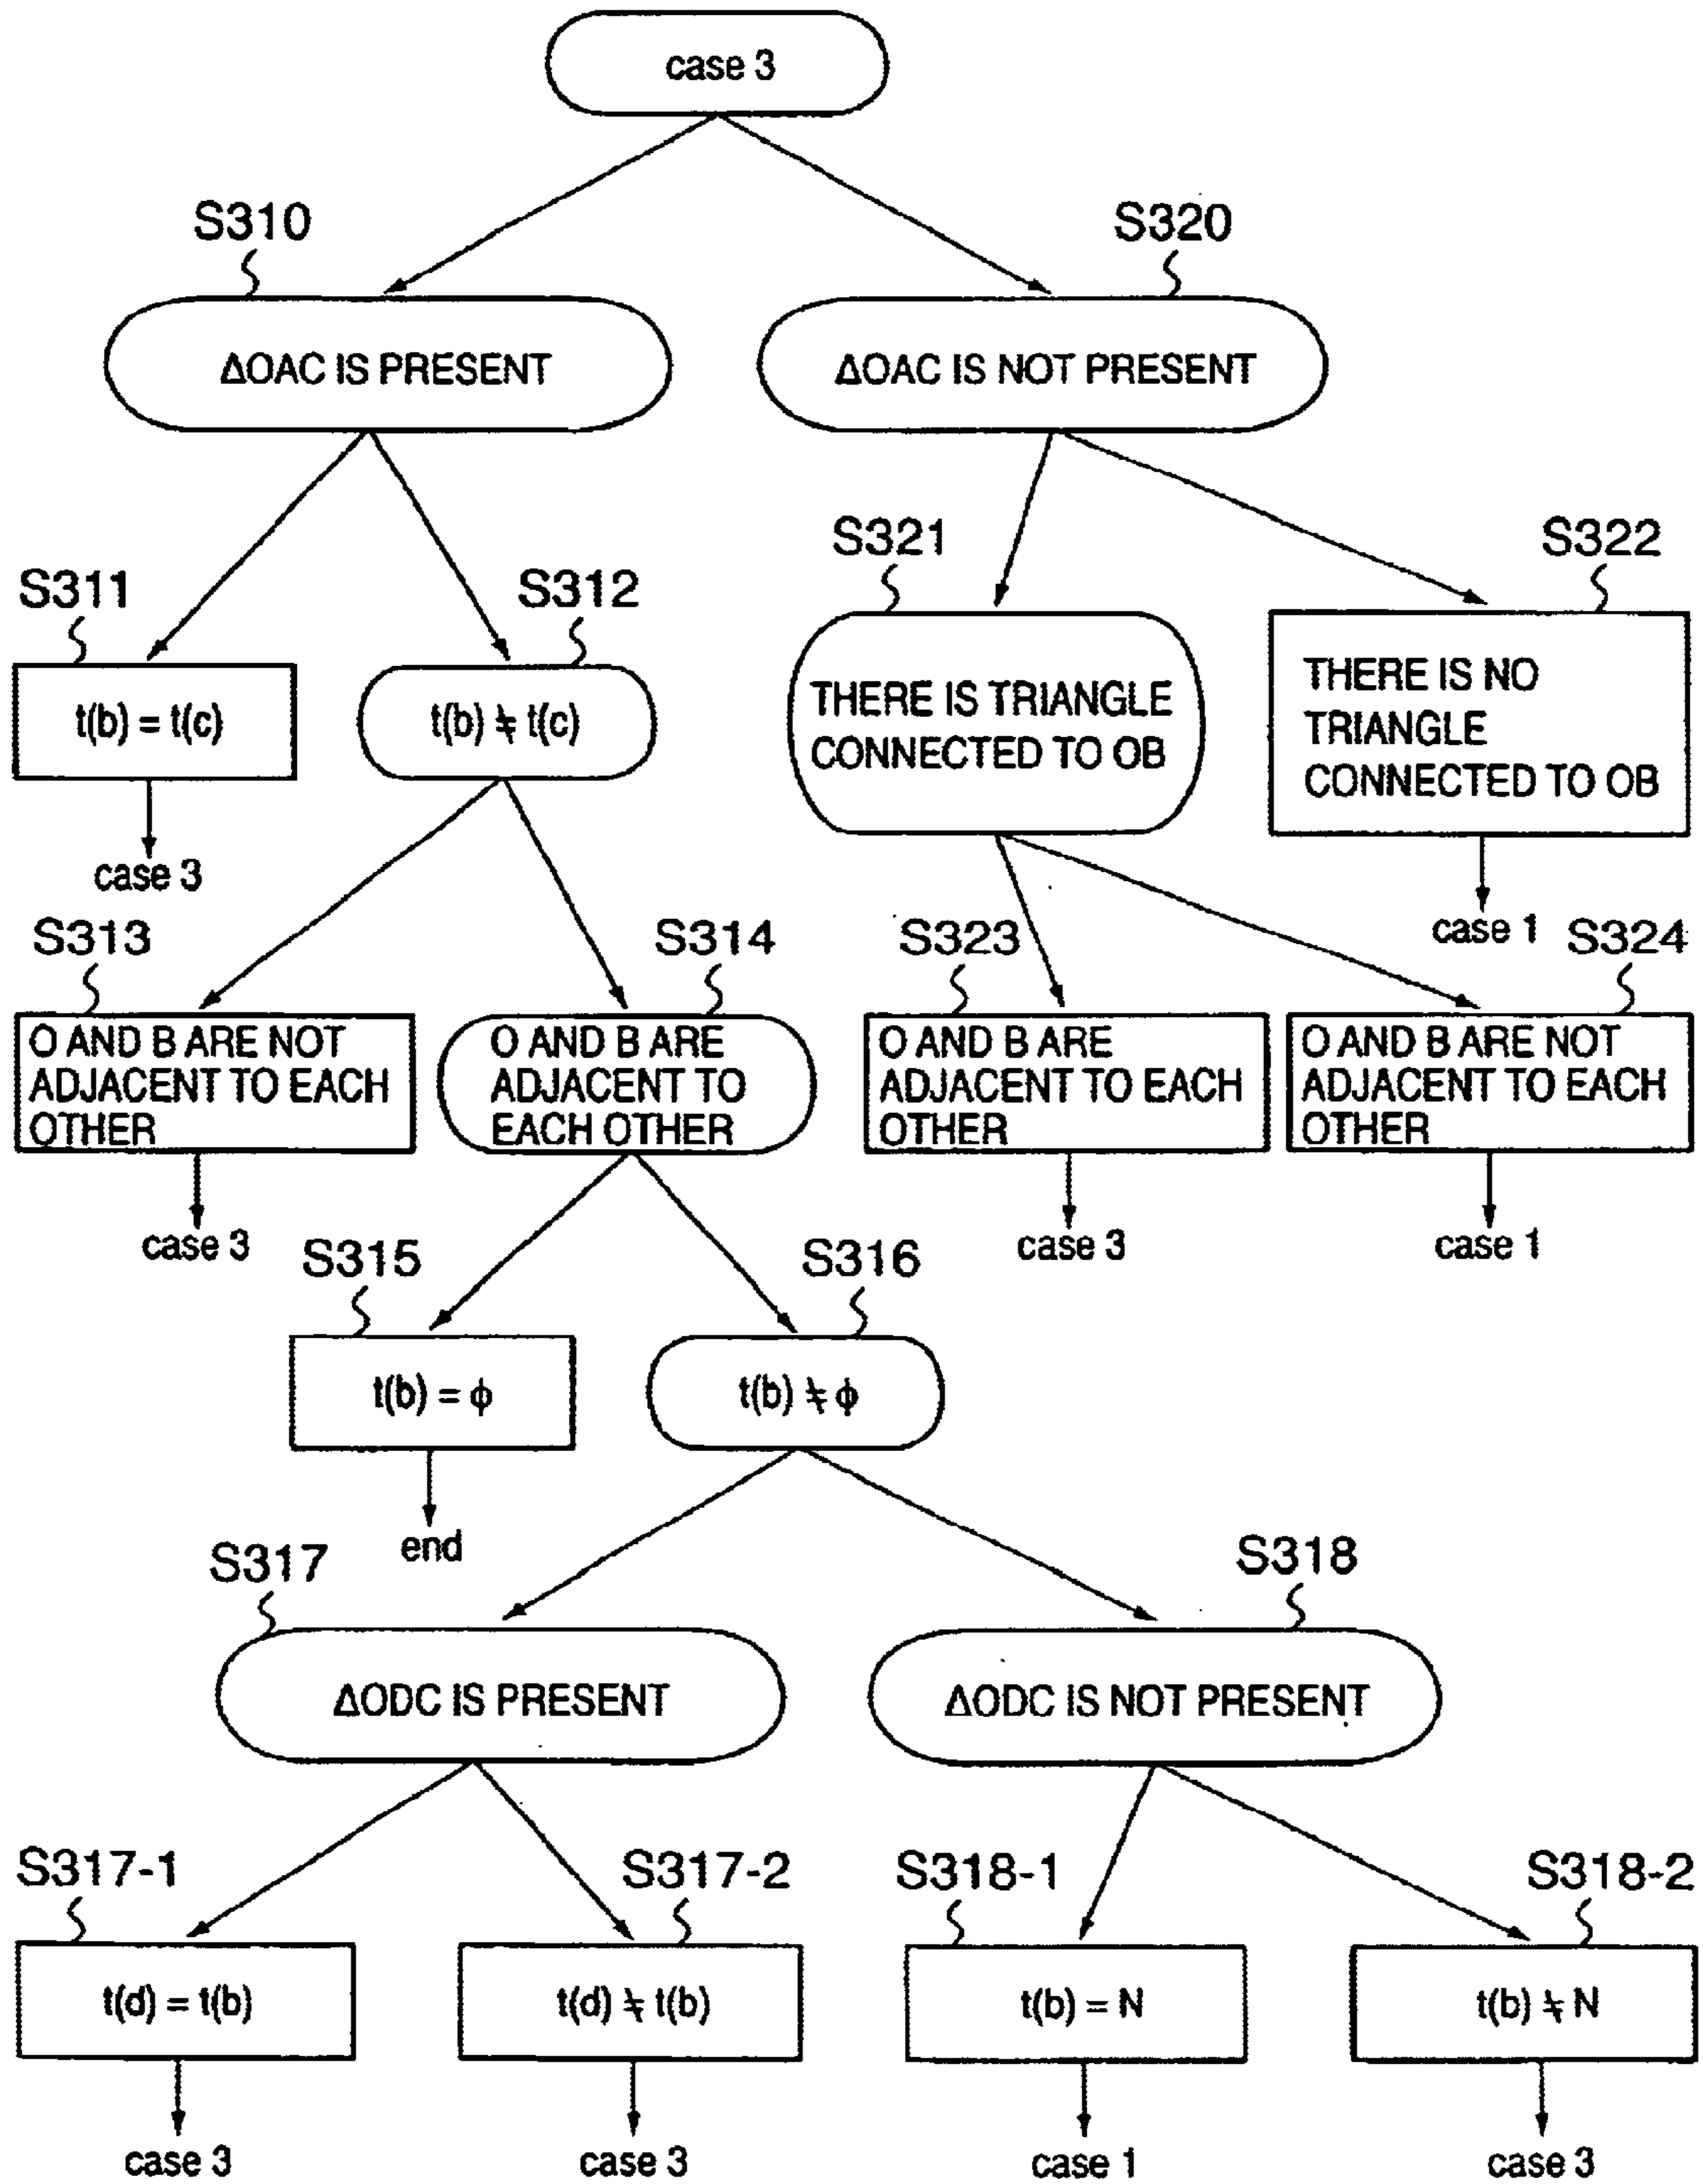 case 3
S310
S320
ΔOAC IS PRESENT
ΔOAC IS NOT PRESENT
S311
S312
S321
S322
t(b) = t(c)
t(b) ≠ t(c)
THERE IS TRIANGLE
CONNECTED TO OB
THERE IS NO
TRIANGLE
CONNECTED TO OB
case 3
case 1
S313
S314
S323
S324
O AND B ARE NOT
ADJACENT TO EACH
OTHER
O AND B ARE
ADJACENT TO
EACH OTHER
O AND B ARE
ADJACENT TO EACH
OTHER
O AND B ARE NOT
ADJACENT TO EACH
OTHER
case 3
case 3
case 1
S315
S316
t(b) = ϕ
t(b) ≠ ϕ
end
S317
S318
ΔODC IS PRESENT
ΔODC IS NOT PRESENT
S317-1
S317-2
S318-1
S318-2
t(d) = t(b)
t(d) ≠ t(b)
t(b) = N
t(b) ≠ N
case 3
case 3
case 1
case 3